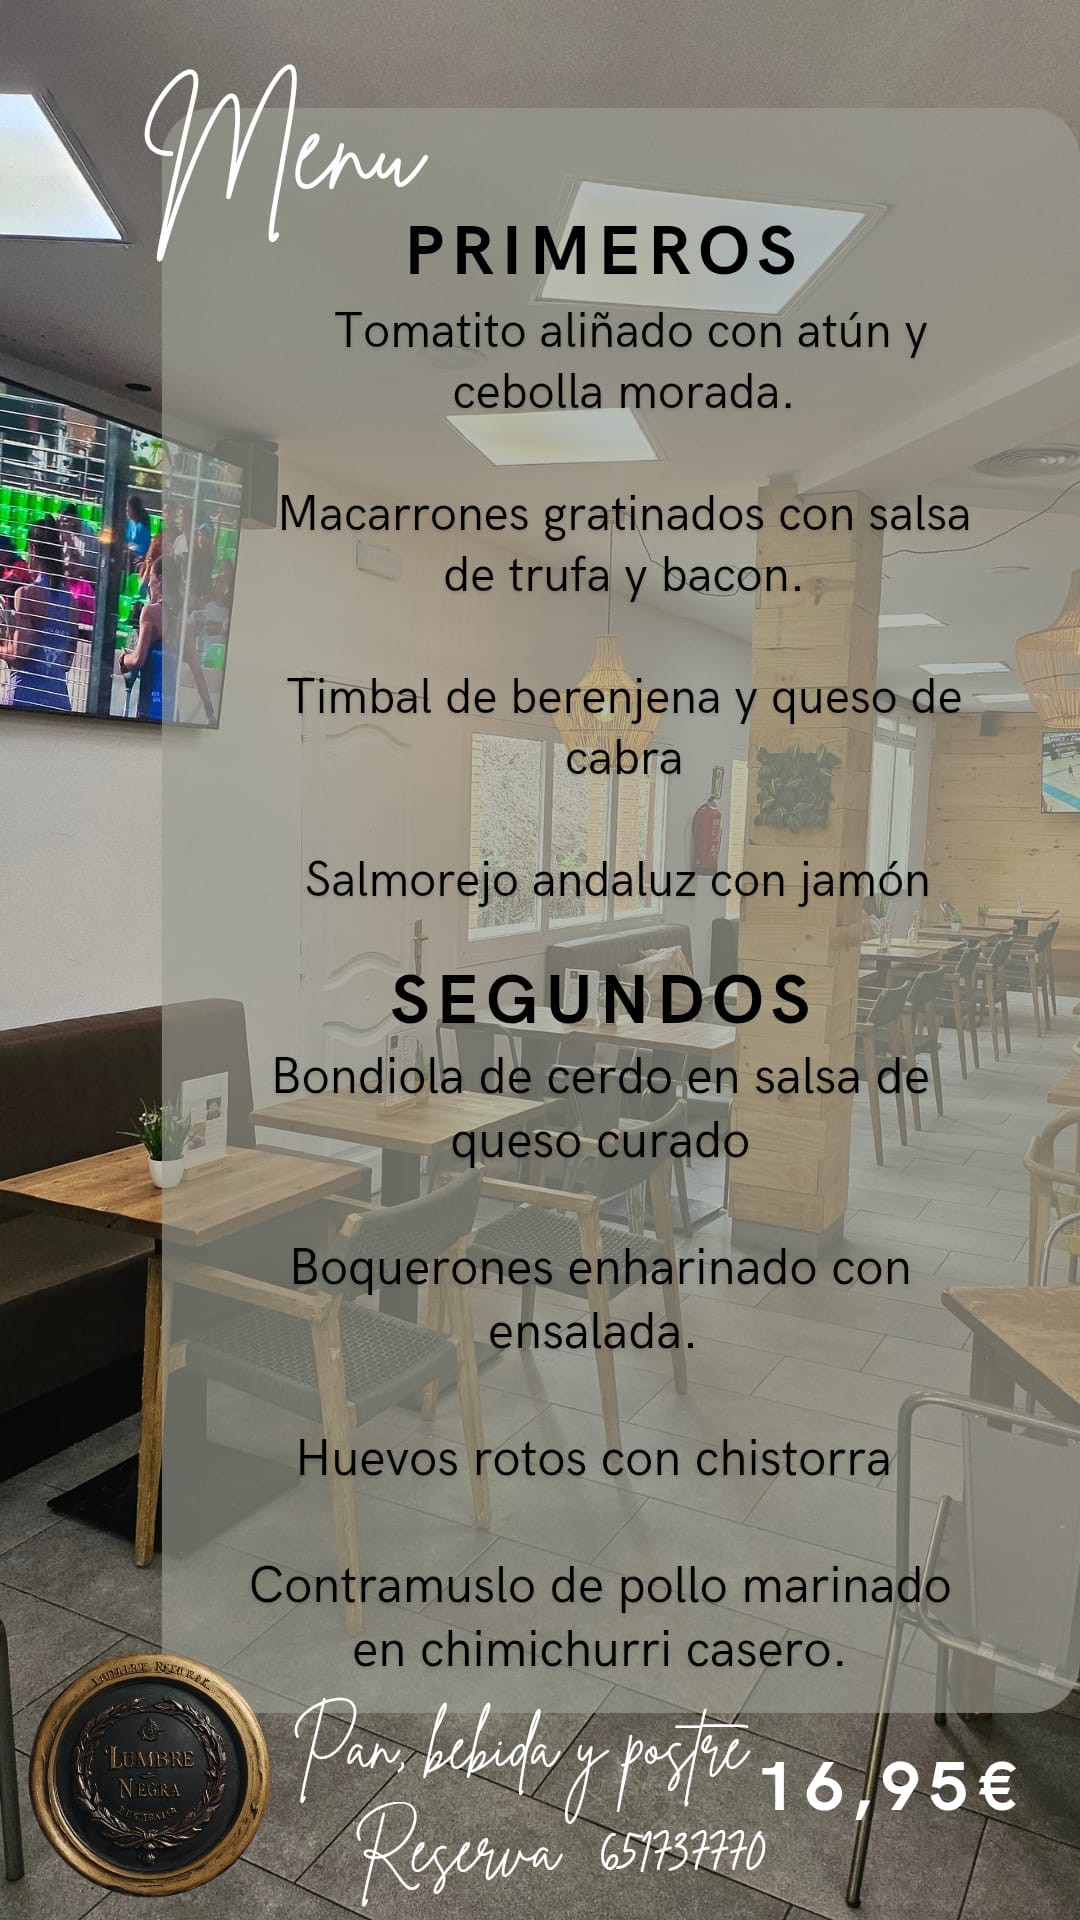 Menu
PRIMEROS
Tomatito aliñado con atún y
cebolla morada.
Macarrones gratinados con salsa
de trufa y bacon.
Timbal de berenjena y queso de
cabra
Salmorejo andaluz con jamón
SEGUNDOS
Bondiola de cerdo en salsa de
queso curado
Boquerones enharinado con
ensalada.
Huevos rotos con chistorra
Contramuslo de pollo marinado
en chimichurri casero.
LUMBRE
NEGRA
Pan, bebida y postre
16,95€
Reserva 651737770